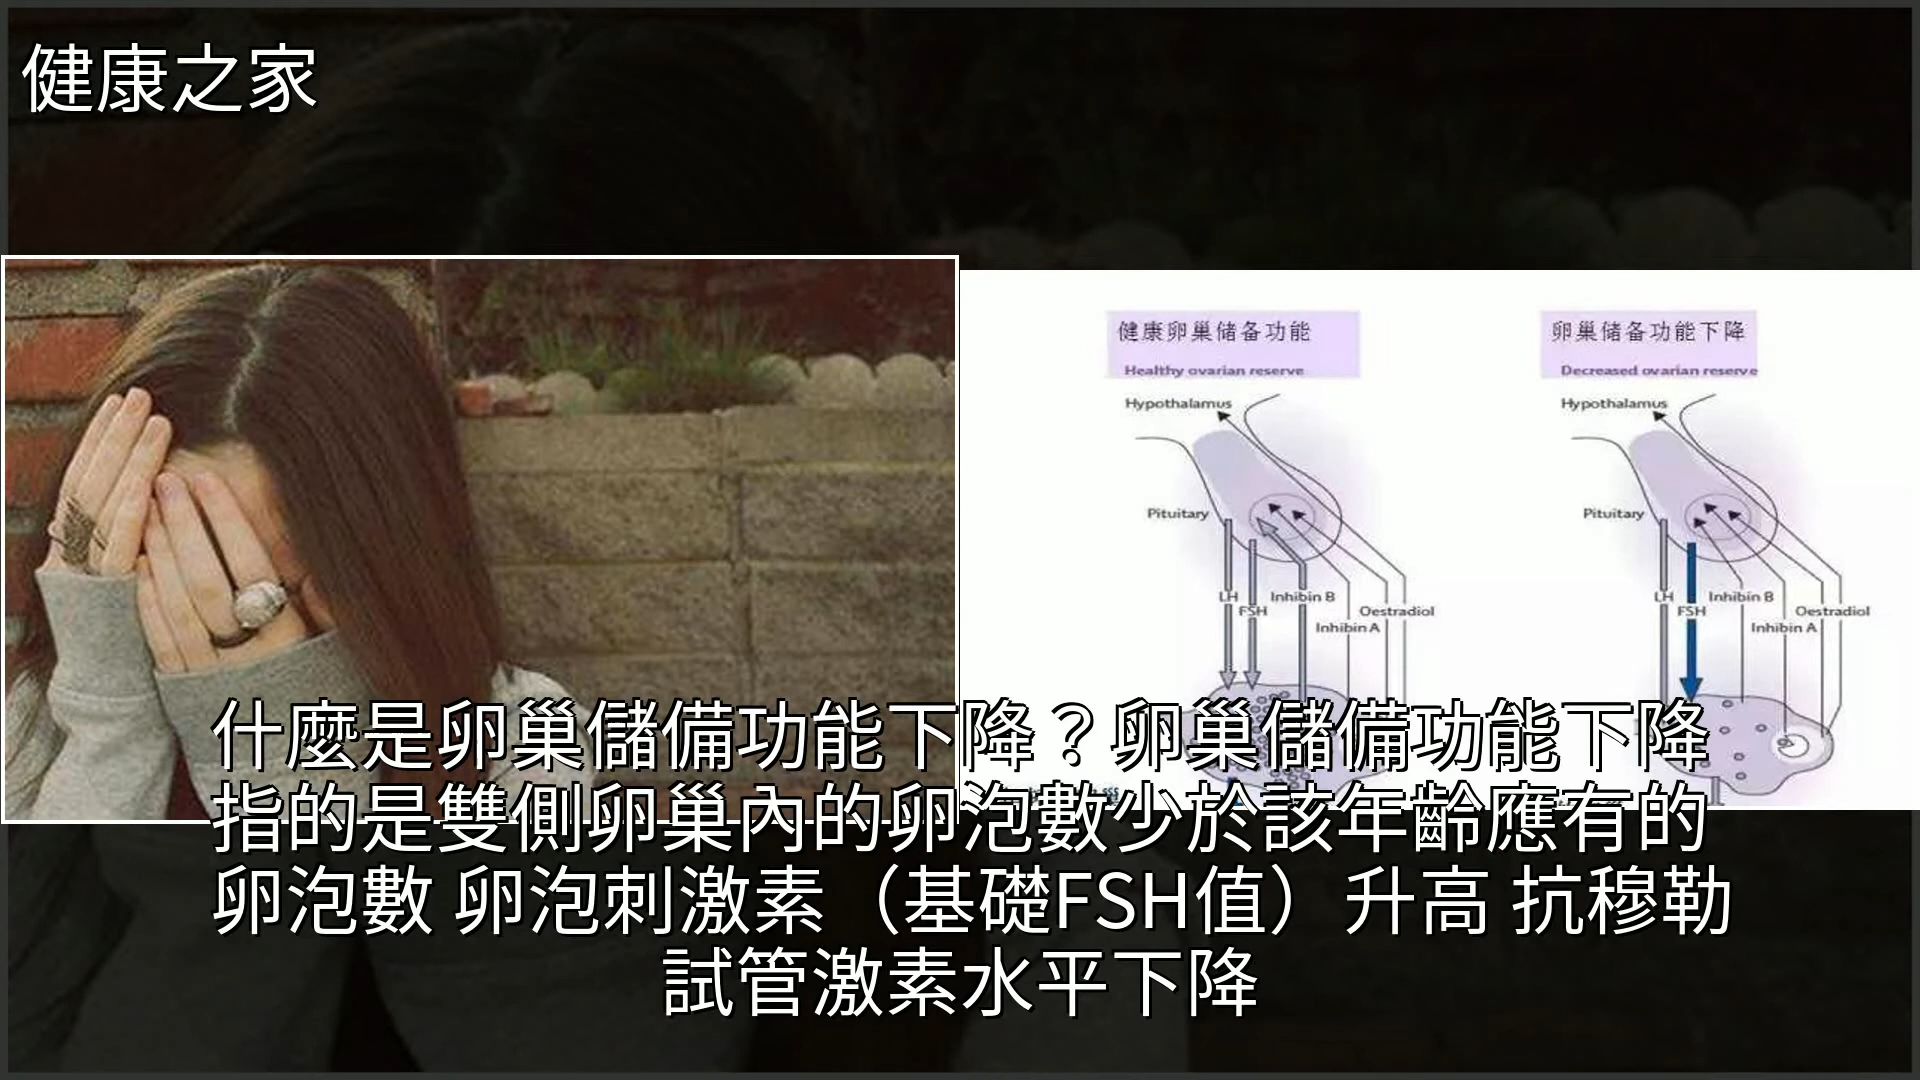 健康之家
健康卵巢储备功能
Healthy ovarian reserve
Hypothalamus
Pituitary
LH
FSH
Inhibin B
Inhibin A
Oestradiol
卵巢储备功能下降
Decreased ovarian reserve
Hypothalamus
Pituitary
LH
FSH
Inhibin B
Inhibin A
Oestradiol
什麼是卵巢儲備功能下降？卵巢儲備功能下降
指的是雙側卵巢內的卵泡數少於該年齡應有的
卵泡數 卵泡刺激素（基礎FSH值）升高 抗穆勒
試管激素水平下降